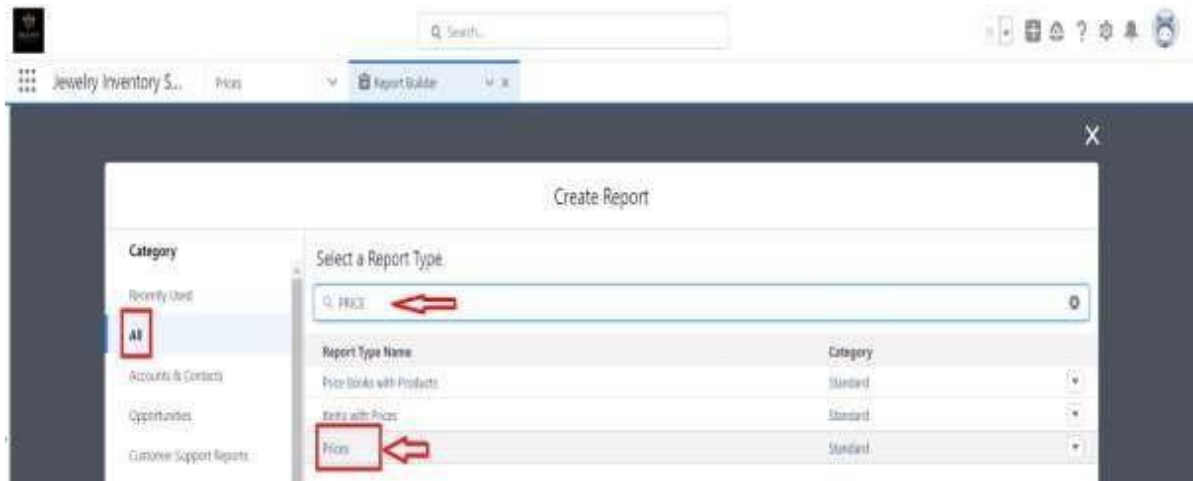 Search...
Jewelry Inventory S...
Prices
Report Builder
X
Create Report
Category
Select a Report Type
Recently Used
PRICE
All
Report Type Name
Category
Accounts & Contacts
Price Books with Products
Standard
Opportunities
Items with Prices
Standard
Customer Support Reports
Prices
Standard